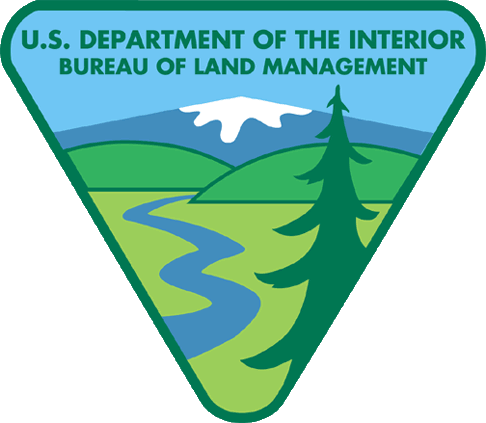 U.S. DEPARTMENT OF THE INTERIOR
BUREAU OF LAND MANAGEMENT